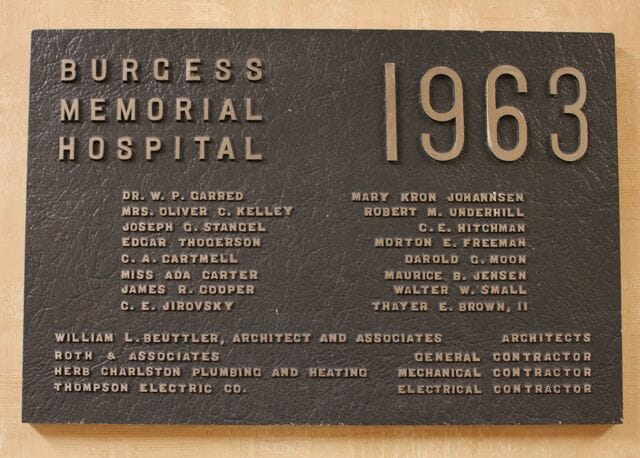 BURGESS
MEMORIAL
HOSPITAL
1963
DR. W. P. GARRED
MRS. OLIVER C. KELLEY
JOSEPH G. STANGEL
EDGAR THOGERSON
C. A. CARTMELL
MISS ADA CARTER
JAMES R. COOPER
C. E. JIROVSKY
MARY KRON JOHANNSEN
ROBERT M. UNDERHILL
C. E. HITCHMAN
MORTON E. FREEMAN
DAROLD G. MOON
MAURICE B. JENSEN
WALTER W. SMALL
THAYER E. BROWN, II
WILLIAM L. BEUTTLER, ARCHITECT AND ASSOCIATES ARCHITECTS
ROTH & ASSOCIATES GENERAL CONTRACTOR
HERB CHARLSTON PLUMBING AND HEATING MECHANICAL CONTRACTOR
THOMPSON ELECTRIC CO. ELECTRICAL CONTRACTOR